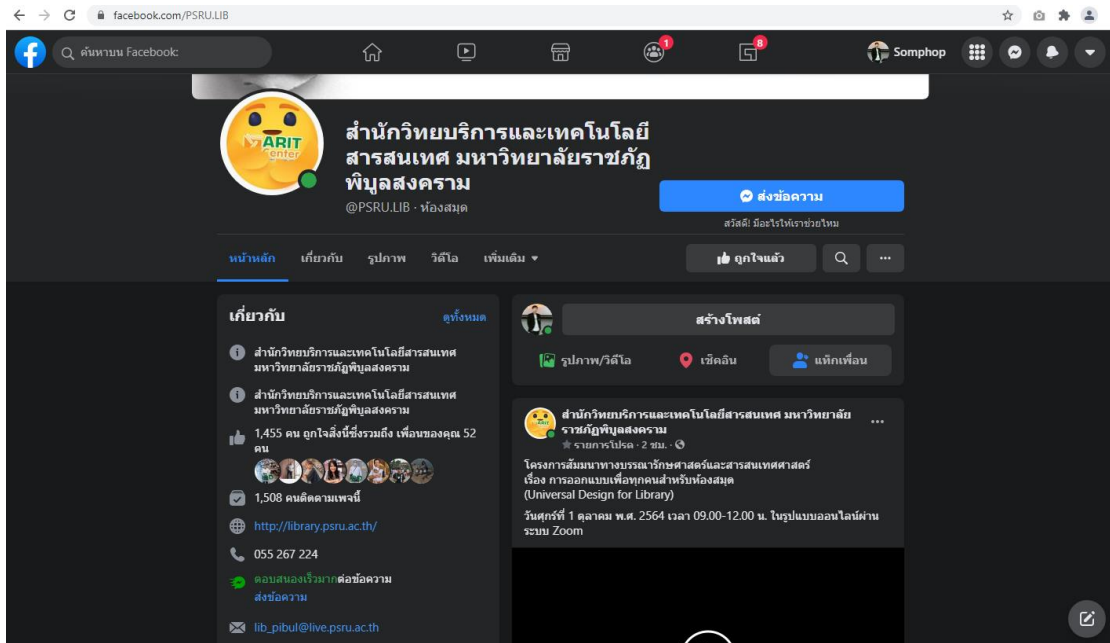 facebook.com/PSRU.LIB
ค้นหาบน Facebook:
1
8
Somphop
ARIT
Center
สำนักวิทยบริการและเทคโนโลยี
สารสนเทศ มหาวิทยาลัยราชภัฏ
พิบูลสงคราม
@PSRU.LIB · ห้องสมุด
ส่งข้อความ
สวัสดี! มีอะไรให้เราช่วยไหม
หน้าหลัก เกี่ยวกับ รูปภาพ วิดีโอ เพิ่มเติม
ถูกใจแล้ว
เกี่ยวกับ ดูทั้งหมด
สำนักวิทยบริการและเทคโนโลยีสารสนเทศ
มหาวิทยาลัยราชภัฏพิบูลสงคราม
สำนักวิทยบริการและเทคโนโลยีสารสนเทศ
มหาวิทยาลัยราชภัฏพิบูลสงคราม
1,455 คน ถูกใจสิ่งนี้ซึ่งรวมถึง เพื่อนของคุณ 52
คน
1,508 คนติดตามเพจนี้
http://library.psru.ac.th/
055 267 224
ตอบสนองเร็วมากต่อข้อความ
ส่งข้อความ
lib_pibul@live.psru.ac.th
สร้างโพสต์
รูปภาพ/วิดีโอ เช็คอิน แท็กเพื่อน
ARIT
สำนักวิทยบริการและเทคโนโลยีสารสนเทศ มหาวิทยาลัย
ราชภัฏพิบูลสงคราม
รายการโปรด · 2 ชม. ·
โครงการสัมมนาทางบรรณารักษศาสตร์และสารสนเทศศาสตร์
เรื่อง การออกแบบเพื่อทุกคนสำหรับห้องสมุด
(Universal Design for Library)
วันศุกร์ที่ 1 ตุลาคม พ.ศ. 2564 เวลา 09.00-12.00 น. ในรูปแบบออนไลน์ผ่าน
ระบบ Zoom